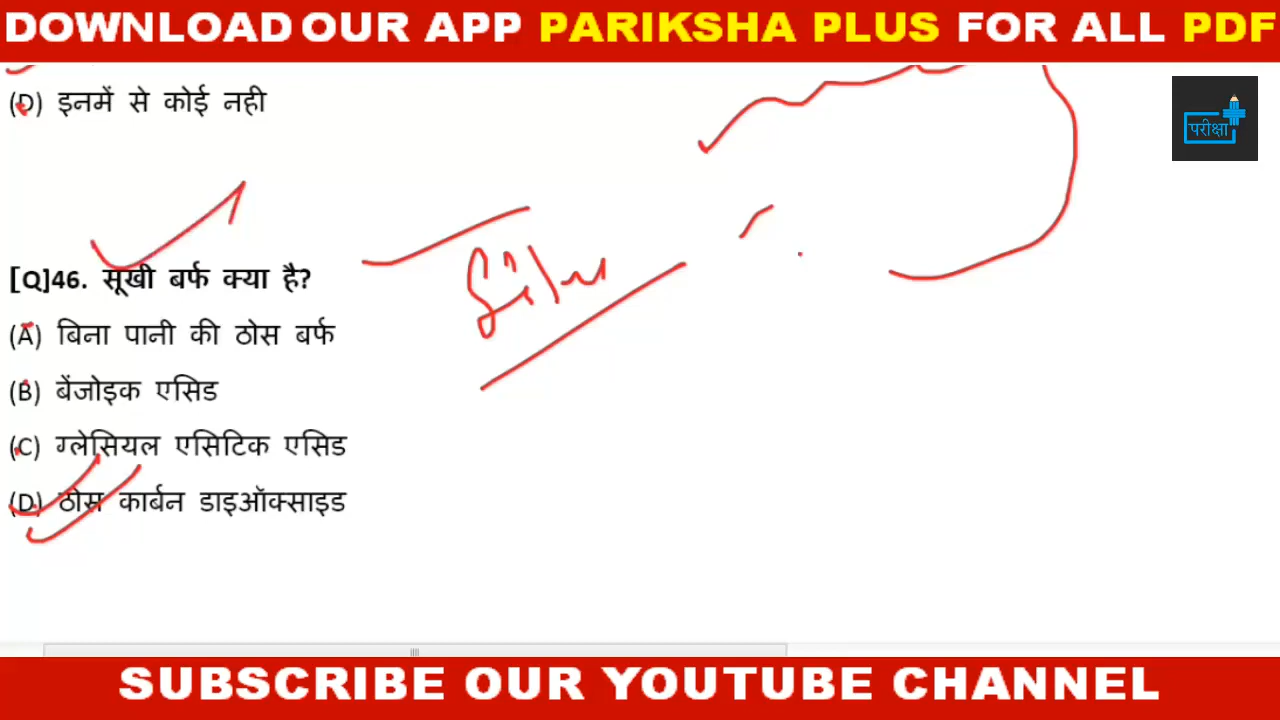 DOWNLOAD OUR APP PARIKSHA PLUS FOR ALL PDF
(D) इनमें से कोई नही
परीक्षा
[Q]46. सूखी बर्फ क्या है?
(A) बिना पानी की ठोस बर्फ
(B) बेंजोइक एसिड
(C) ग्लेसियल एसिटिक एसिड
(D) ठोस कार्बन डाइऑक्साइड
SUBSCRIBE OUR YOUTUBE CHANNEL